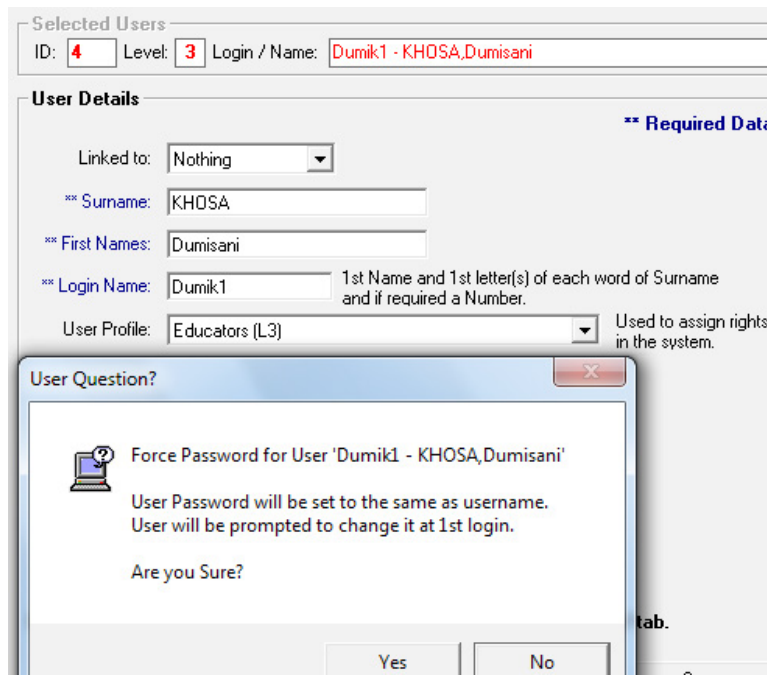 Selected Users
ID: 4 Level: 3 Login / Name: Dumik1 - KHOSA,Dumisani
User Details
** Required Data
Linked to: Nothing
** Surname: KHOSA
** First Names: Dumisani
** Login Name: Dumik1 1st Name and 1st letter(s) of each word of Surname
and if required a Number.
User Profile: Educators (L3) Used to assign rights
in the system.
User Question?
Force Password for User 'Dumik1 - KHOSA,Dumisani'
User Password will be set to the same as username.
User will be prompted to change it at 1st login.
Are you Sure?
tab.
Yes No